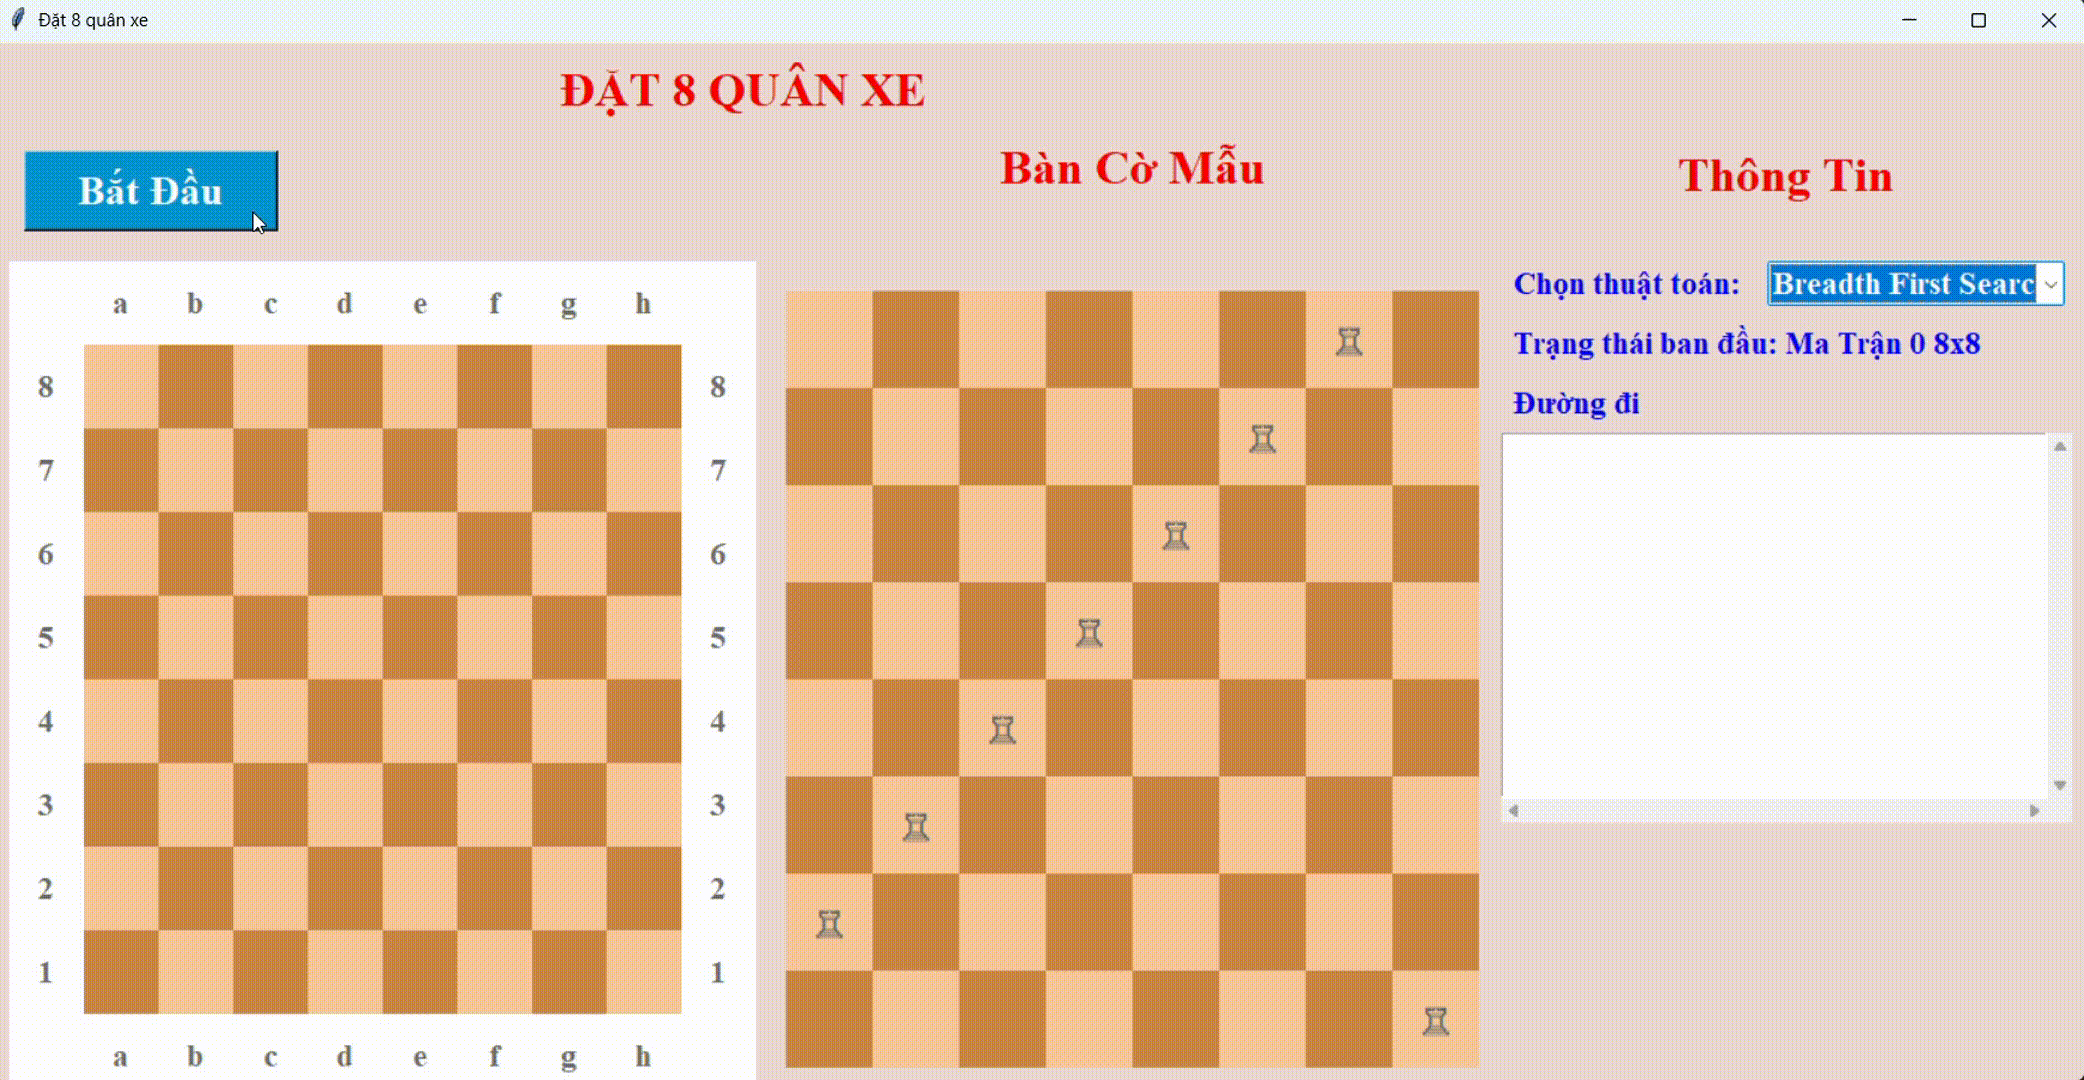 Đặt 8 quân xe
ĐẶT 8 QUÂN XE
Bắt Đầu
Bàn Cờ Mẫu
Thông Tin
a b c d e f g h
8 8
7 7
6 6
5 5
4 4
3 3
2 2
1 1
a b c d e f g h
Chọn thuật toán: Breadth First Searc
Trạng thái ban đầu: Ma Trận 0 8x8
Đường đi